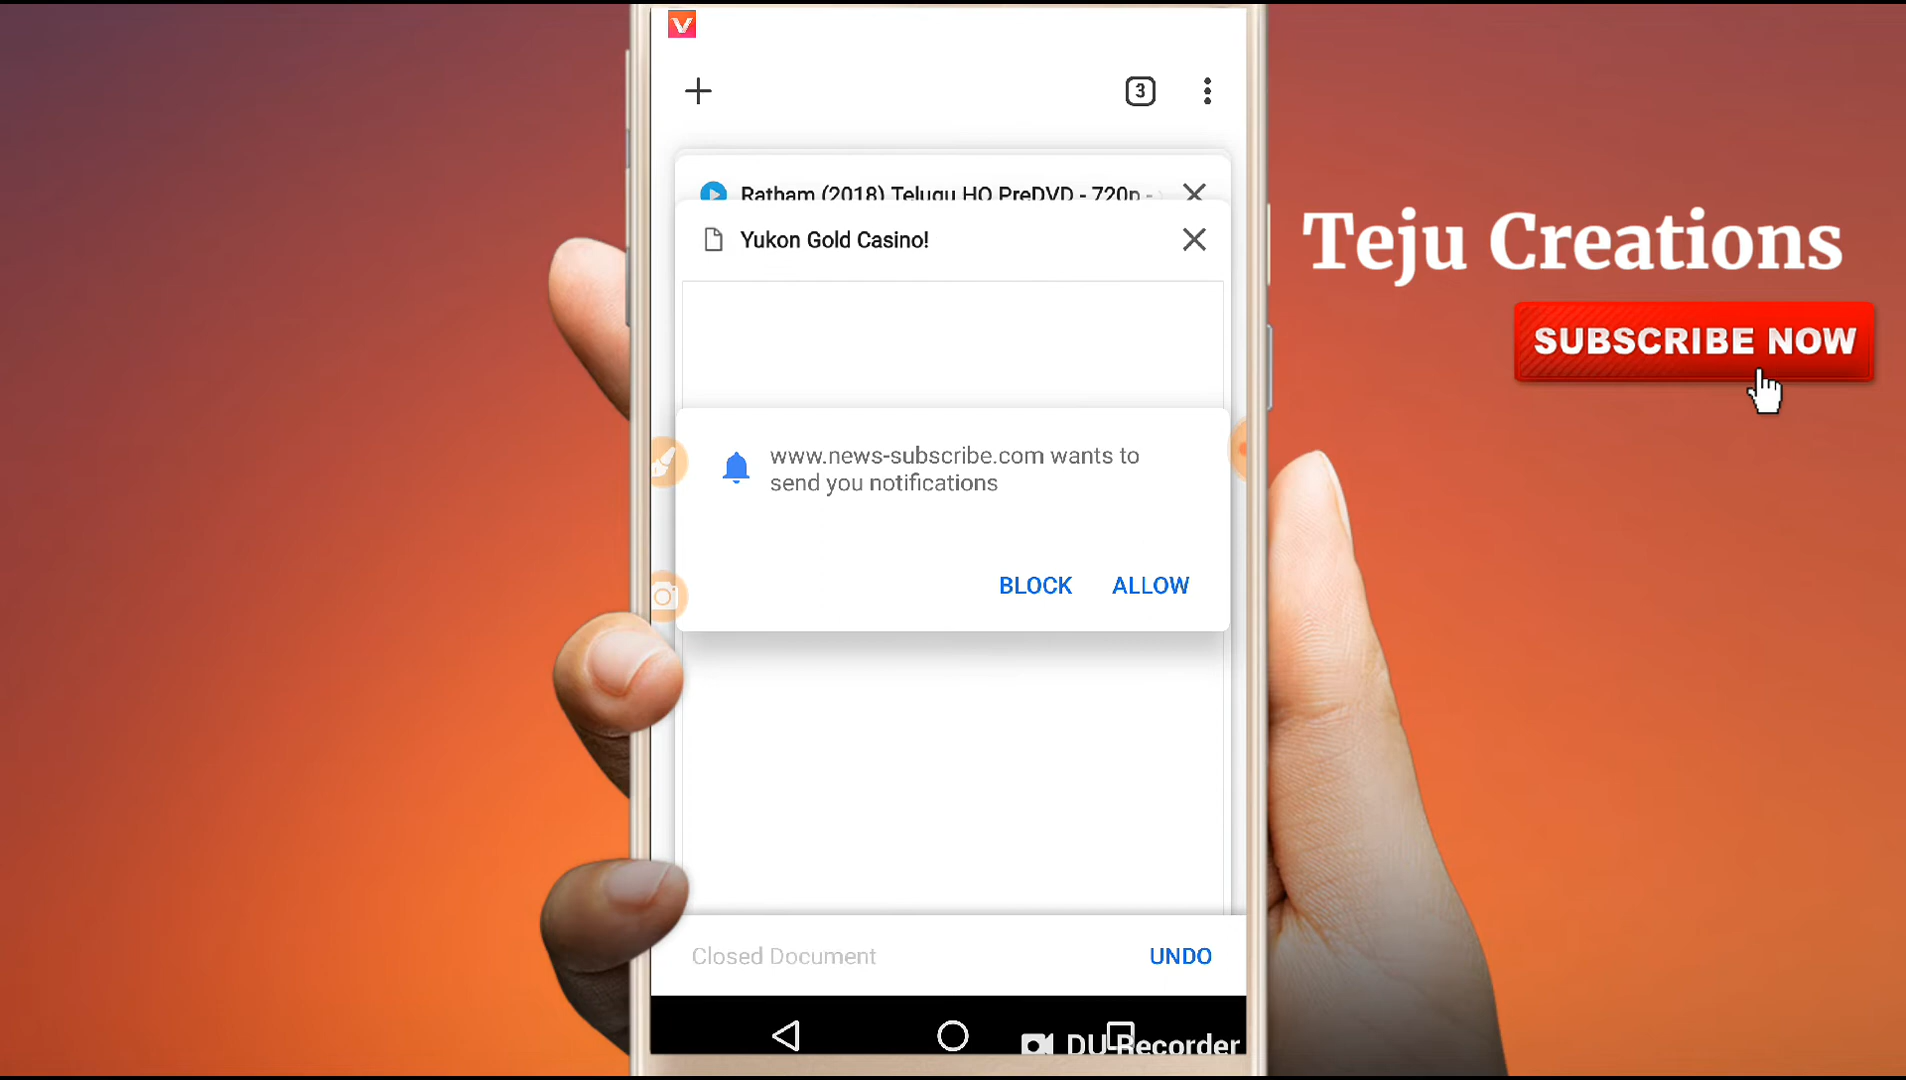 V
3
Ratham (2018) Telugu HQ PreDVD - 720p -
Yukon Gold Casino!
www.news-subscribe.com wants to
send you notifications
BLOCK ALLOW
Closed Document UNDO
DU Recorder
Teju Creations
SUBSCRIBE NOW